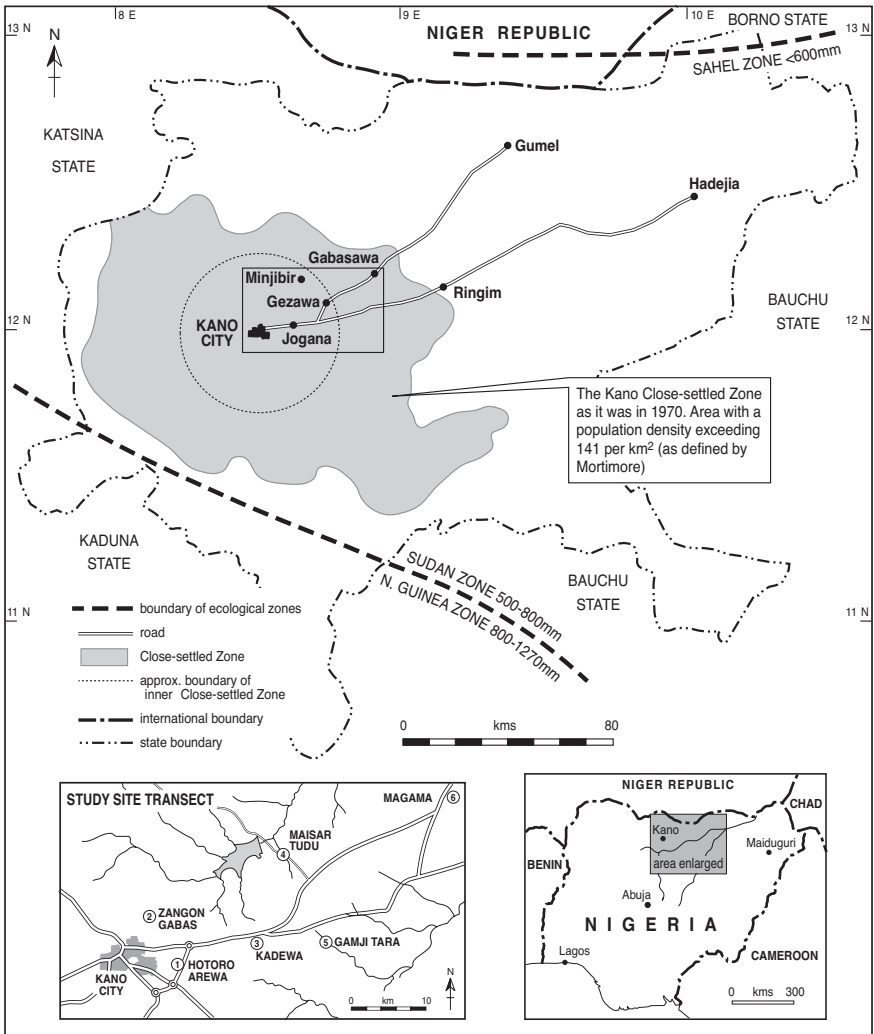 8 E
9 E
10 E
13 N
13 N
N
NIGER REPUBLIC
BORNO STATE
SAHEL ZONE <600mm
KATSINA
STATE
Gumel
Hadejia
Gabasawa
Minjibir
Gezawa
Ringim
BAUCHU
STATE
12 N
12 N
KANO
CITY
Jogana
The Kano Close-settled Zone
as it was in 1970. Area with a
population density exceeding
141 per km² (as defined by
Mortimore)
KADUNA
STATE
SUDAN ZONE 500-800mm
N. GUINEA ZONE 800-1270mm
BAUCHU
STATE
11 N
11 N
boundary of ecological zones
road
Close-settled Zone
approx. boundary of
inner Close-settled Zone
international boundary
state boundary
0 kms 80
STUDY SITE TRANSECT
MAGAMA 6
MAISAR
TUDU
4
2 ZANGON
GABAS
3
KADEWA
5 GAMJI TARA
1 HOTORO
AREWA
KANO
CITY
0 km 10
N
NIGER REPUBLIC
CHAD
Kano
Maiduguri
area enlarged
BENIN
Abuja
NIGERIA
CAMEROON
Lagos
0 kms 300